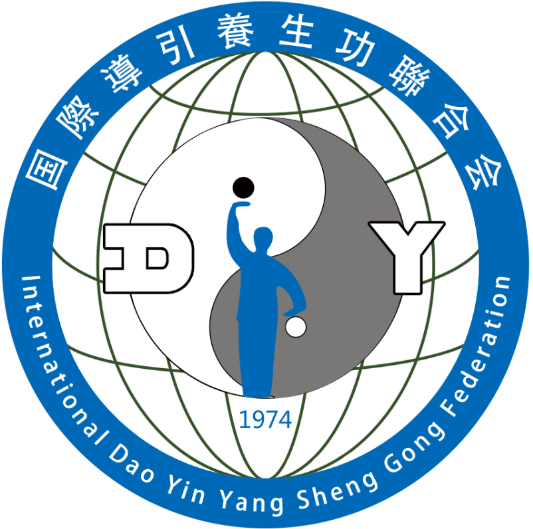 国際導引養生功聯合会
D Y
1974
International Dao Yin Yang Sheng Gong Federation